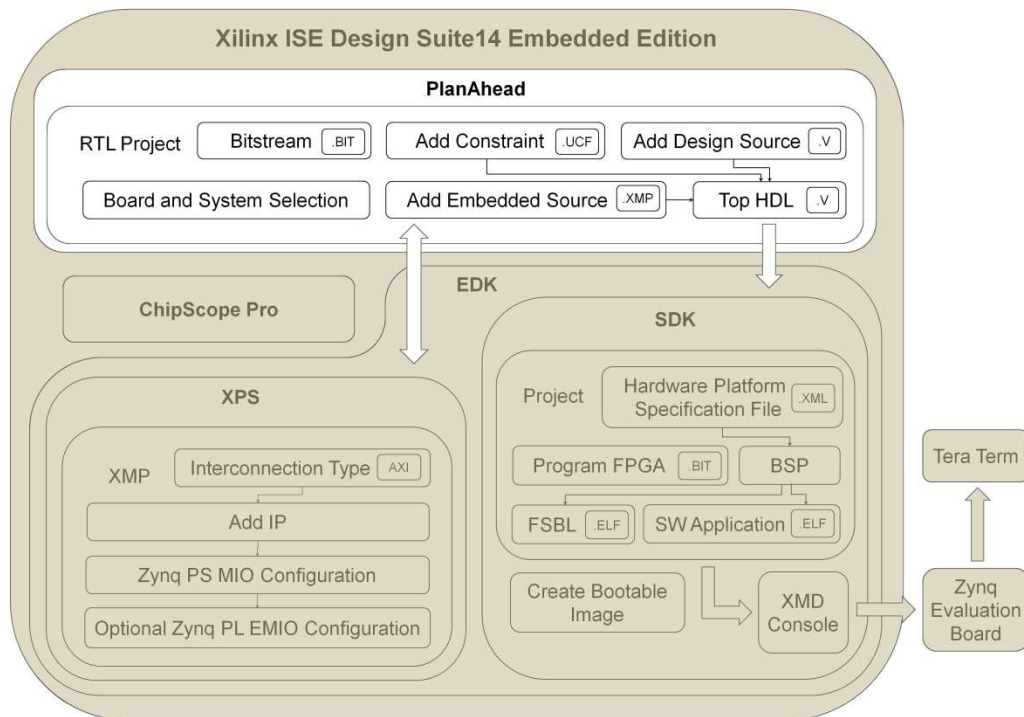 Xilinx ISE Design Suite14 Embedded Edition
PlanAhead
RTL Project
Bitstream .BIT
Add Constraint .UCF
Add Design Source .V
Board and System Selection
Add Embedded Source .XMP
Top HDL .V
ChipScope Pro
EDK
XPS
XMP
Interconnection Type AXI
Add IP
Zynq PS MIO Configuration
Optional Zynq PL EMIO Configuration
SDK
Project
Hardware Platform
Specification File
.XML
Program FPGA .BIT
BSP
FSBL .ELF
SW Application .ELF
Create Bootable
Image
XMD
Console
Tera Term
Zynq
Evaluation
Board